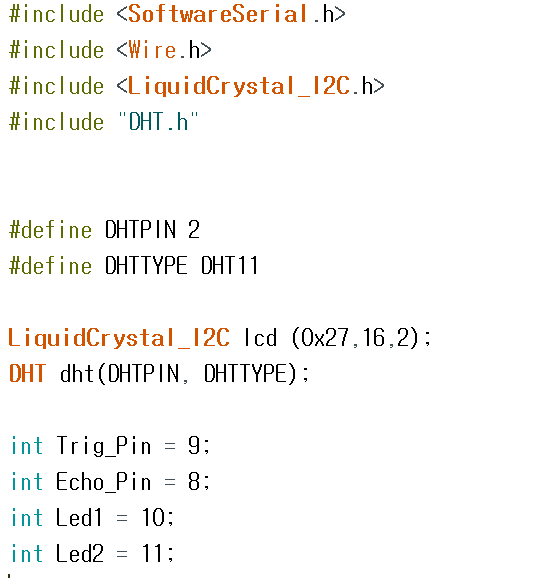 #include <SoftwareSerial.h>
#include <Wire.h>
#include <LiquidCrystal_I2C.h>
#include "DHT.h"
#define DHTPIN 2
#define DHTTYPE DHT11
LiquidCrystal_I2C lcd (0x27,16,2);
DHT dht(DHTPIN, DHTTYPE);
int Trig_Pin = 9;
int Echo_Pin = 8;
int Led1 = 10;
int Led2 = 11;